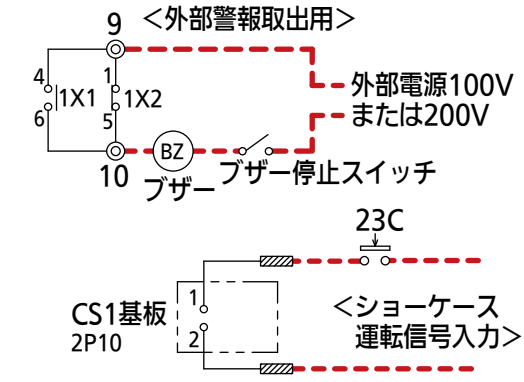 9 <外部警報取出用>
4 1
1X1 1X2
6 5
外部電源100V
または200V
10 BZ
ブザー ブザー停止スイッチ
23C
CS1基板
2P10
1
2
<ショーケース
運転信号入力>